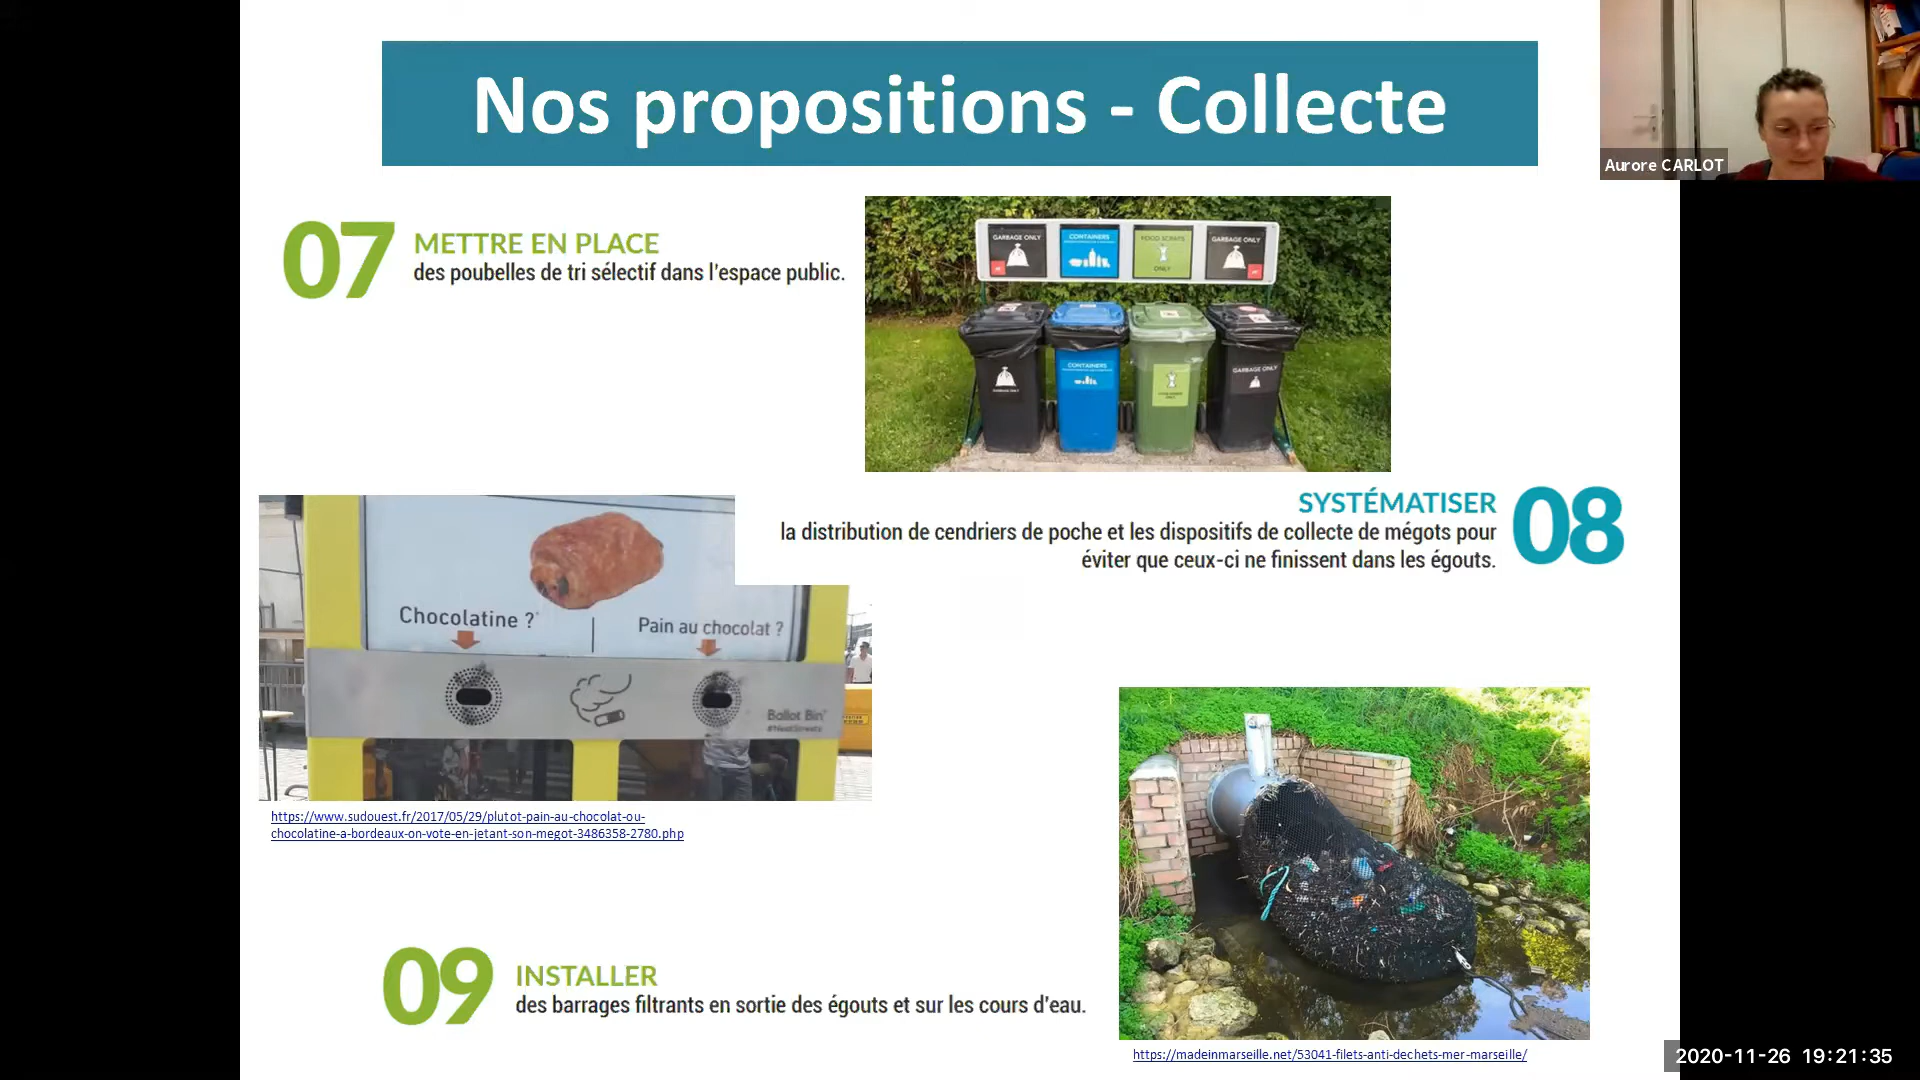 Nos propositions - Collecte
Aurore CARLOT
07
METTRE EN PLACE
des poubelles de tri sélectif dans l'espace public.
GARBAGE ONLY
CONTAINERS
FOOD SCRAPS
ONLY
GARBAGE ONLY
CONTAINERS
GARBAGE ONLY
SYSTÉMATISER
08
la distribution de cendriers de poche et les dispositifs de collecte de mégots pour
éviter que ceux-ci ne finissent dans les égouts.
Chocolatine ?
Pain au chocolat ?
Ballot Bin
#NeatStreets
https://www.sudouest.fr/2017/05/29/plutot-pain-au-chocolat-ou-
chocolatine-a-bordeaux-on-vote-en-jetant-son-megot-3486358-2780.php
09
INSTALLER
des barrages filtrants en sortie des égouts et sur les cours d'eau.
https://madeinmarseille.net/53041-filets-anti-dechets-mer-marseille/
2020-11-26 19:21:35